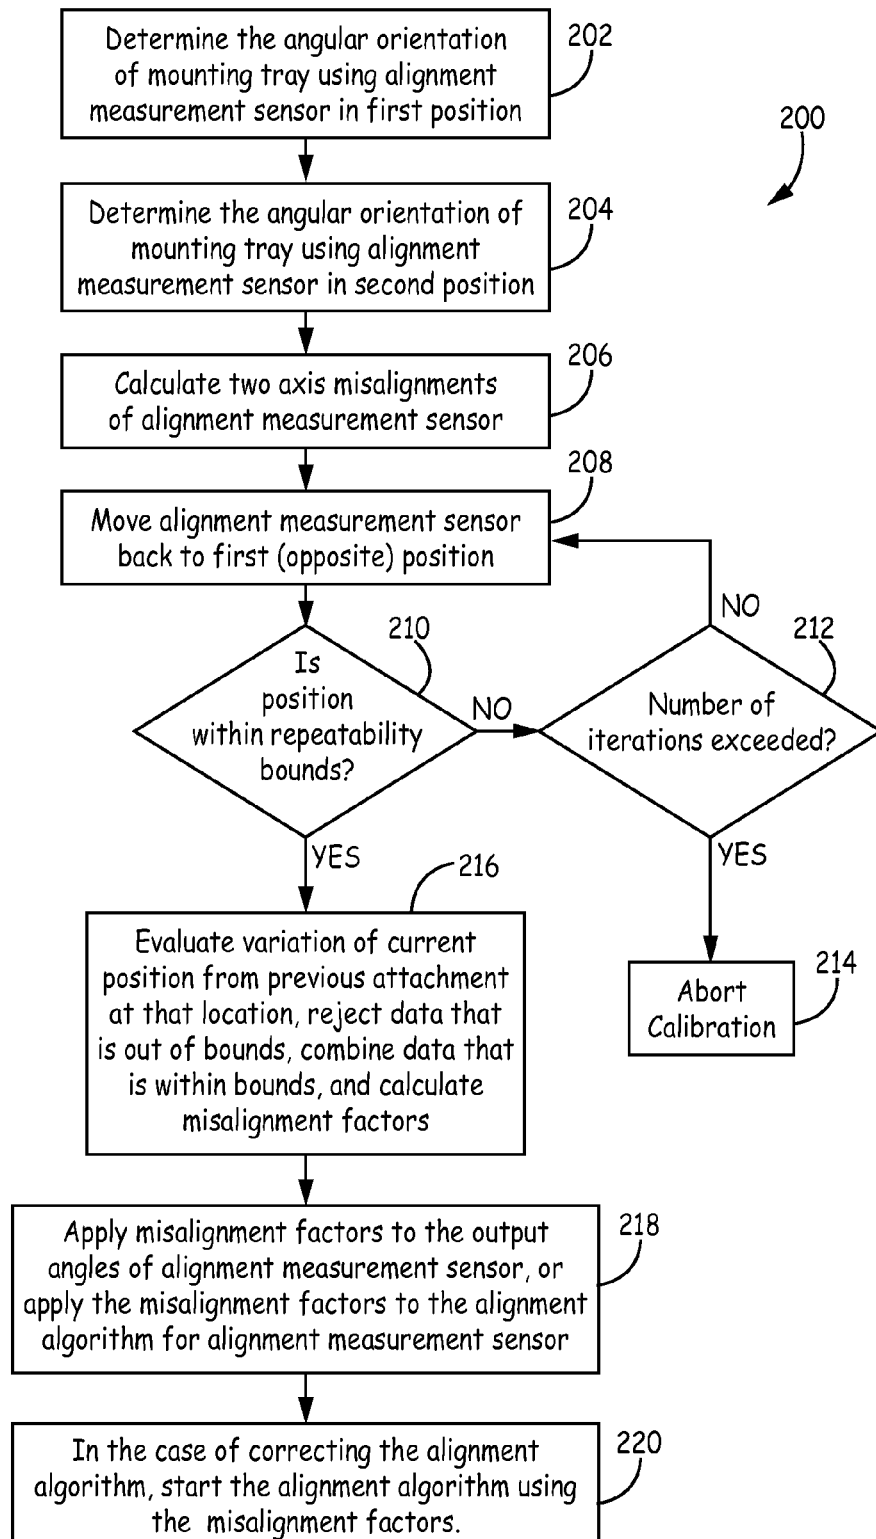 Determine the angular orientation
of mounting tray using alignment
measurement sensor in first position
202
200
Determine the angular orientation of
mounting tray using alignment
measurement sensor in second position
204
Calculate two axis misalignments
of alignment measurement sensor
206
Move alignment measurement sensor
back to first (opposite) position
208
Is
position
within repeatability
bounds?
210
NO
Number of
iterations exceeded?
212
NO
YES
YES
Abort
Calibration
214
Evaluate variation of current
position from previous attachment
at that location, reject data that
is out of bounds, combine data that
is within bounds, and calculate
misalignment factors
216
Apply misalignment factors to the output
angles of alignment measurement sensor, or
apply the misalignment factors to the alignment
algorithm for alignment measurement sensor
218
In the case of correcting the alignment
algorithm, start the alignment algorithm using
the misalignment factors.
220